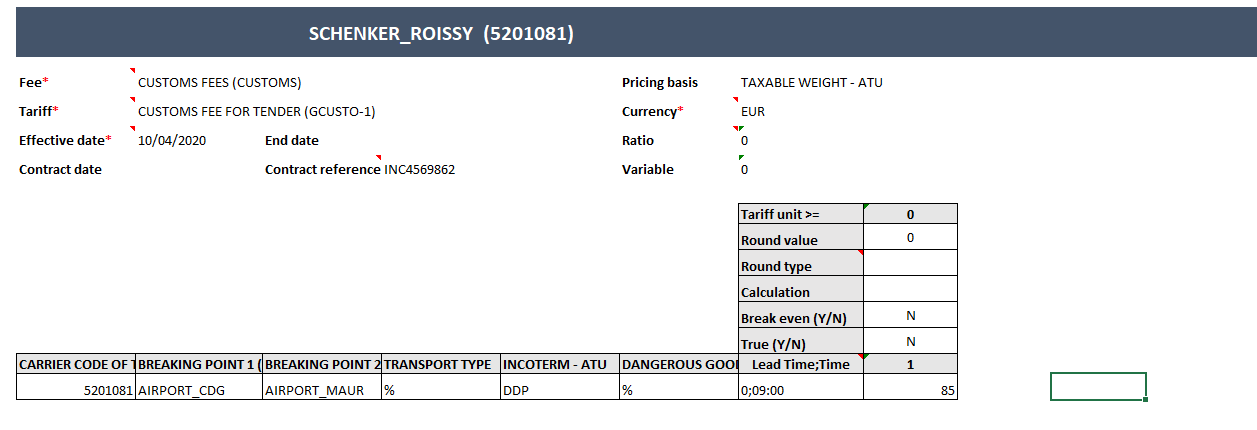 SCHENKER_ROISSY (5201081)
Fee* CUSTOMS FEES (CUSTOMS) Pricing basis TAXABLE WEIGHT - ATU
Tariff* CUSTOMS FEE FOR TENDER (GCUSTO-1) Currency* EUR
Effective date* 10/04/2020 End date Ratio 0
Contract date Contract reference INC4569862 Variable 0
Tariff unit >= 0
Round value 0
Round type
Calculation
Break even (Y/N) N
True (Y/N) N
CARRIER CODE OF T BREAKING POINT 1 ( BREAKING POINT 2 TRANSPORT TYPE INCOTERM - ATU DANGEROUS GOO Lead Time;Time 1
5201081 AIRPORT_CDG AIRPORT_MAUR % DDP % 0;09:00 85